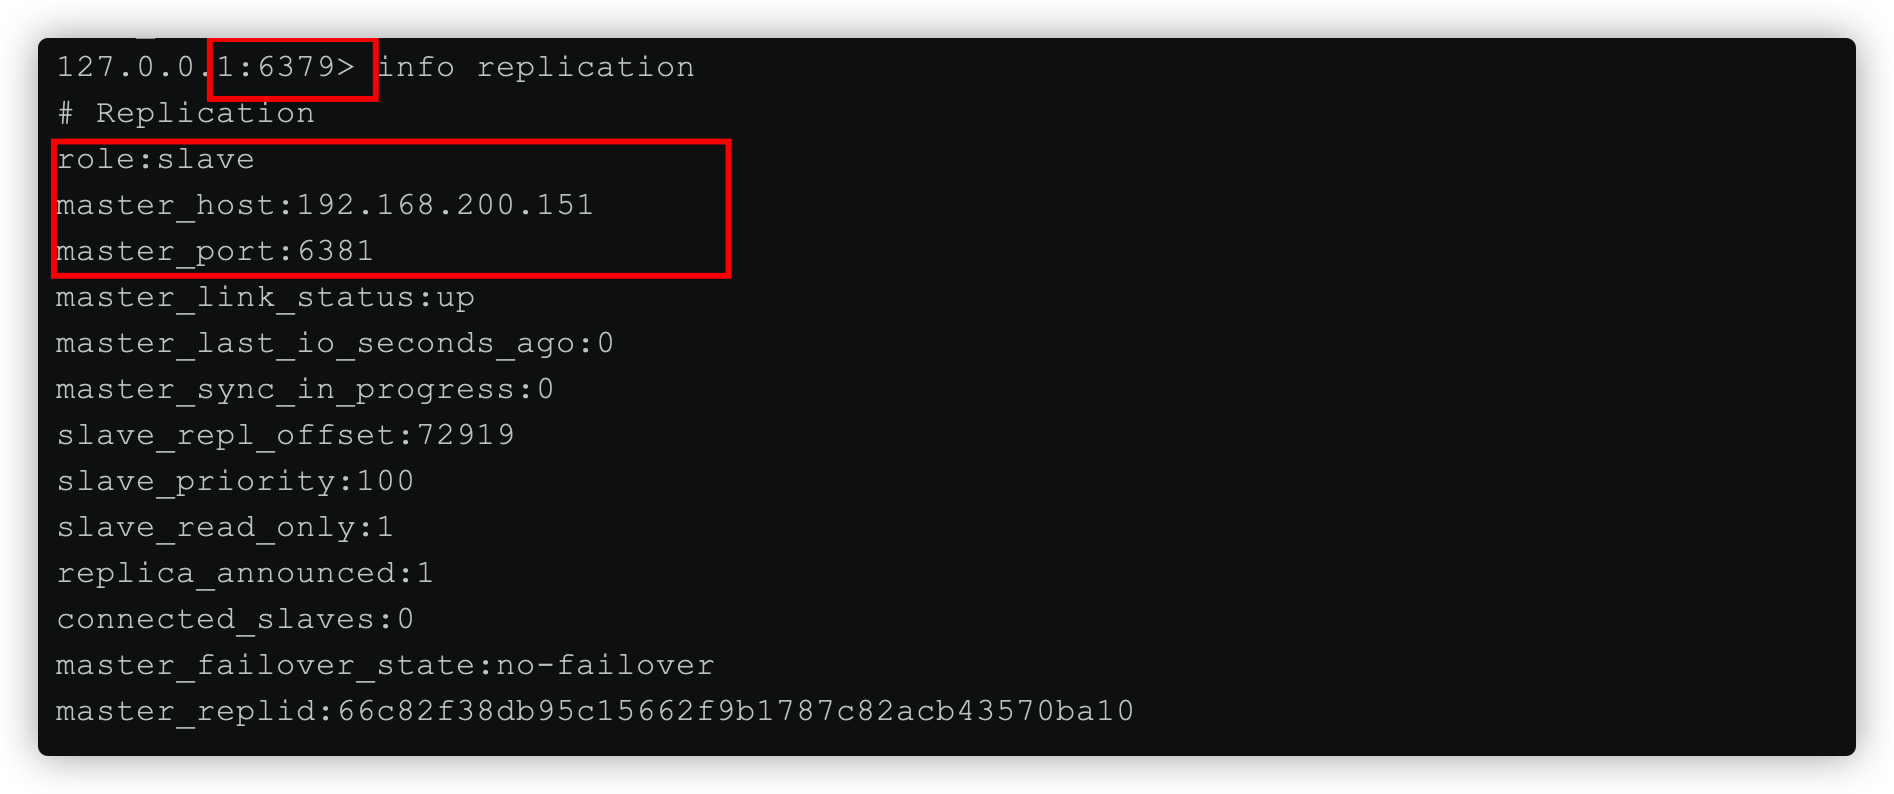 127.0.0.1:6379> info replication
# Replication
role:slave
master_host:192.168.200.151
master_port:6381
master_link_status:up
master_last_io_seconds_ago:0
master_sync_in_progress:0
slave_repl_offset:72919
slave_priority:100
slave_read_only:1
replica_announced:1
connected_slaves:0
master_failover_state:no-failover
master_replid:66c82f38db95c15662f9b1787c82acb43570ba10